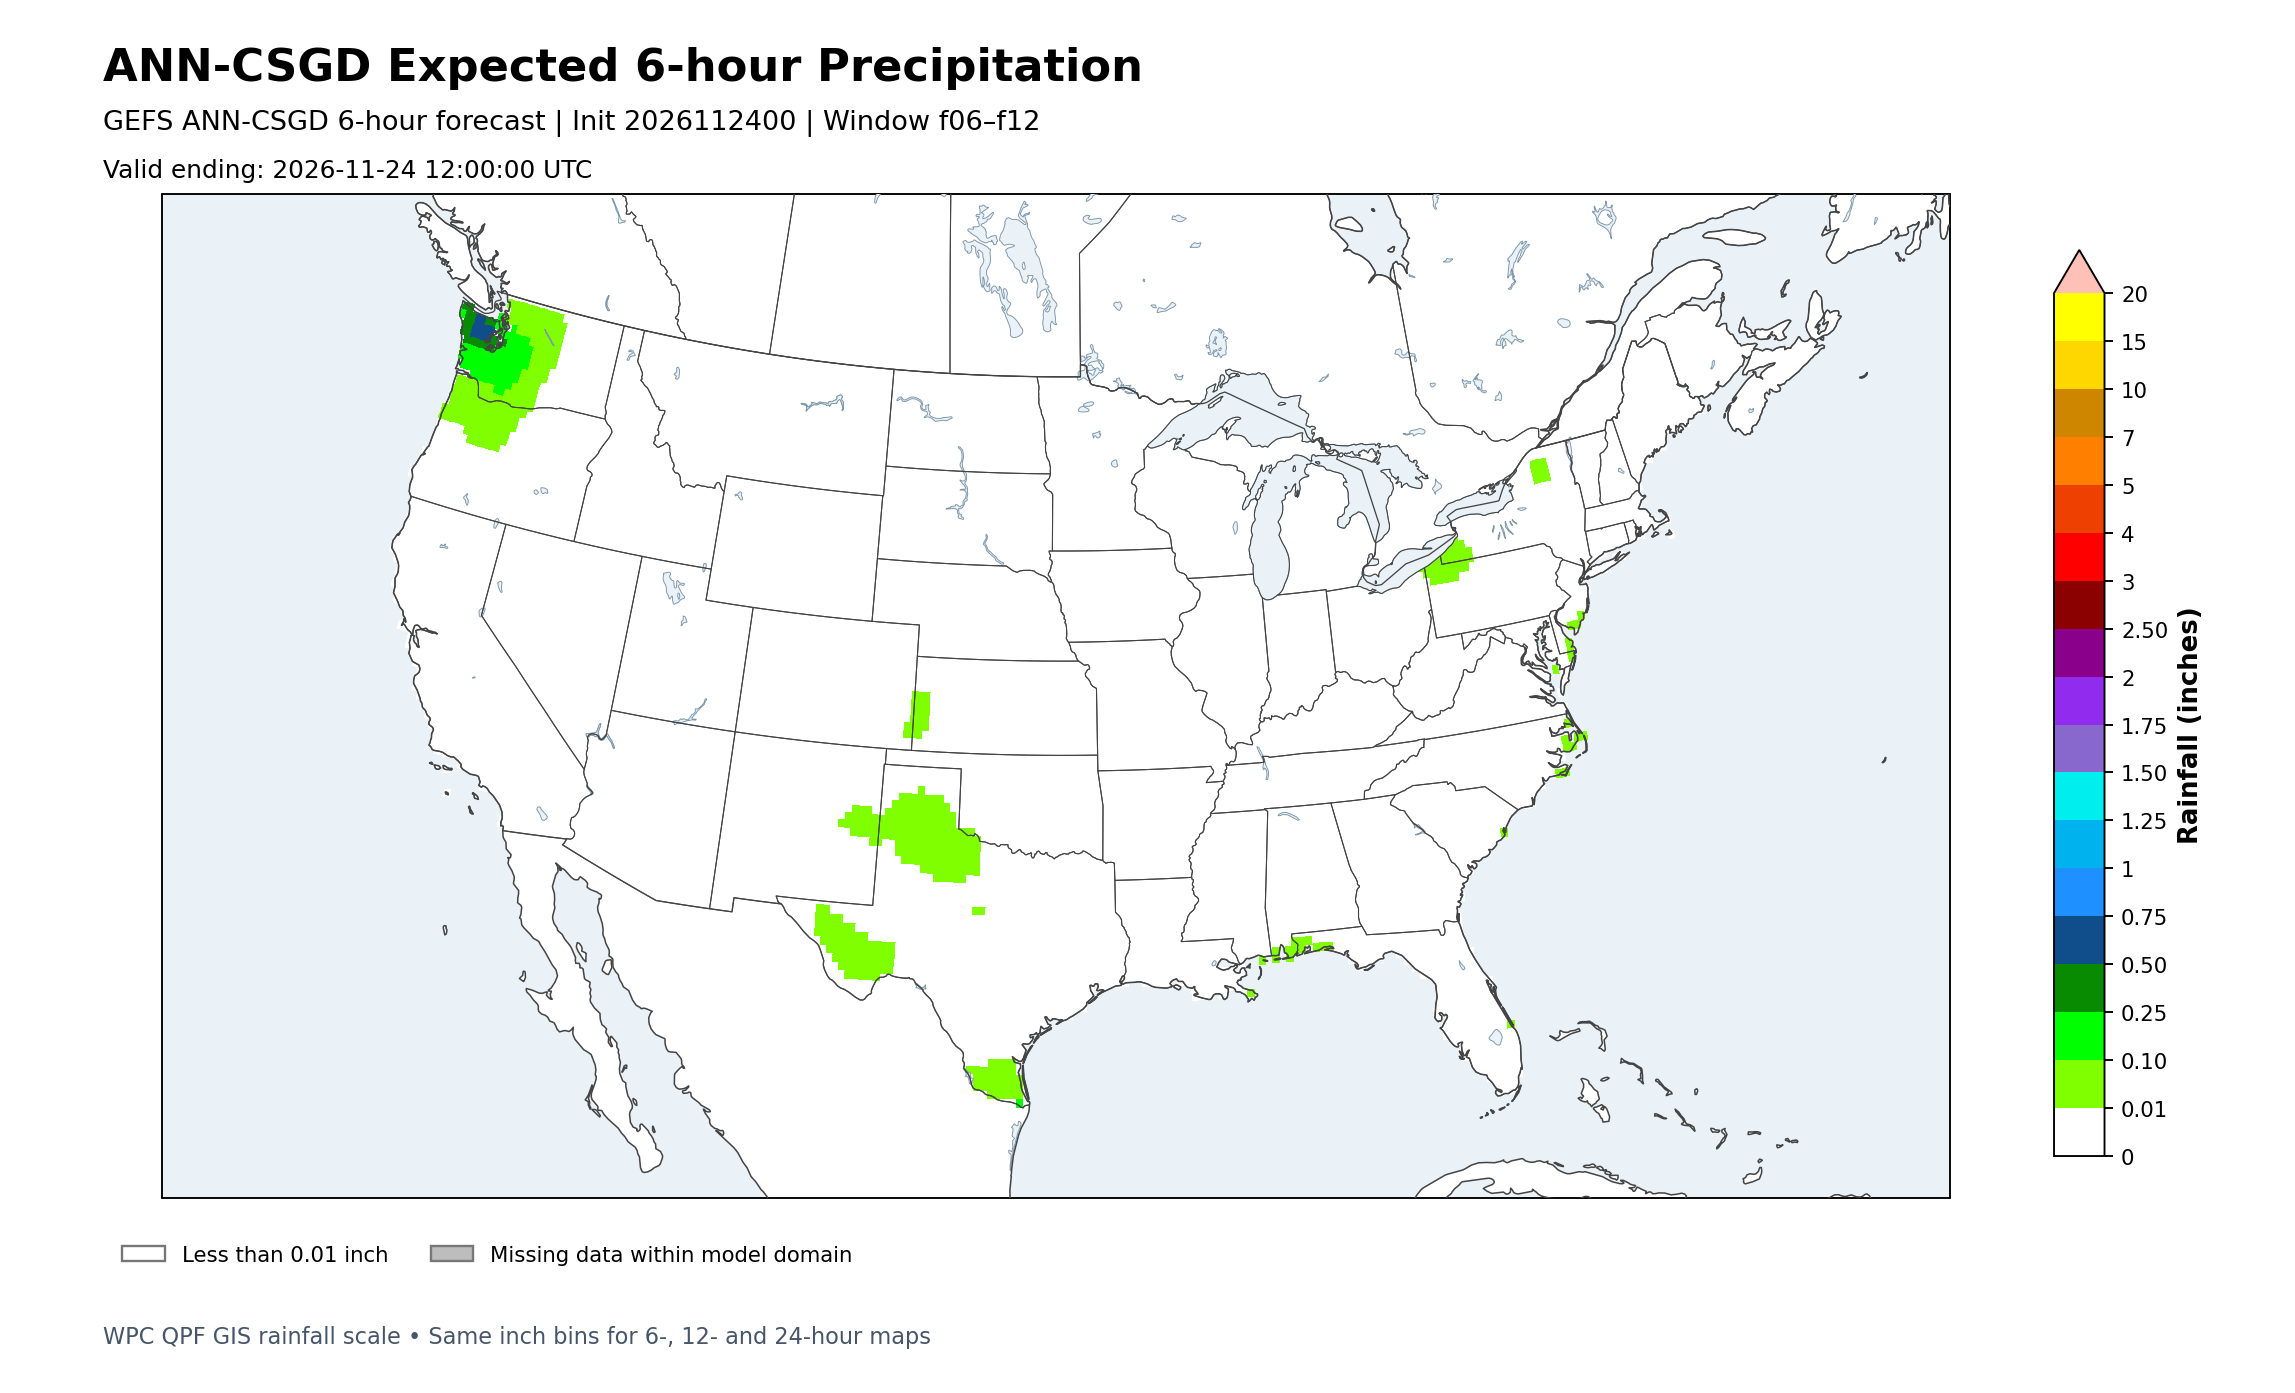 ANN-CSGD Expected 6-hour Precipitation
GEFS ANN-CSGD 6-hour forecast | Init 2026112400 | Window f06–f12
Valid ending: 2026-11-24 12:00:00 UTC
20
15
10
7
5
4
3
2.50
2
1.75
1.50
1.25
1
0.75
0.50
0.25
0.10
0.01
0
Rainfall (inches)
Less than 0.01 inch
Missing data within model domain
WPC QPF GIS rainfall scale • Same inch bins for 6-, 12- and 24-hour maps